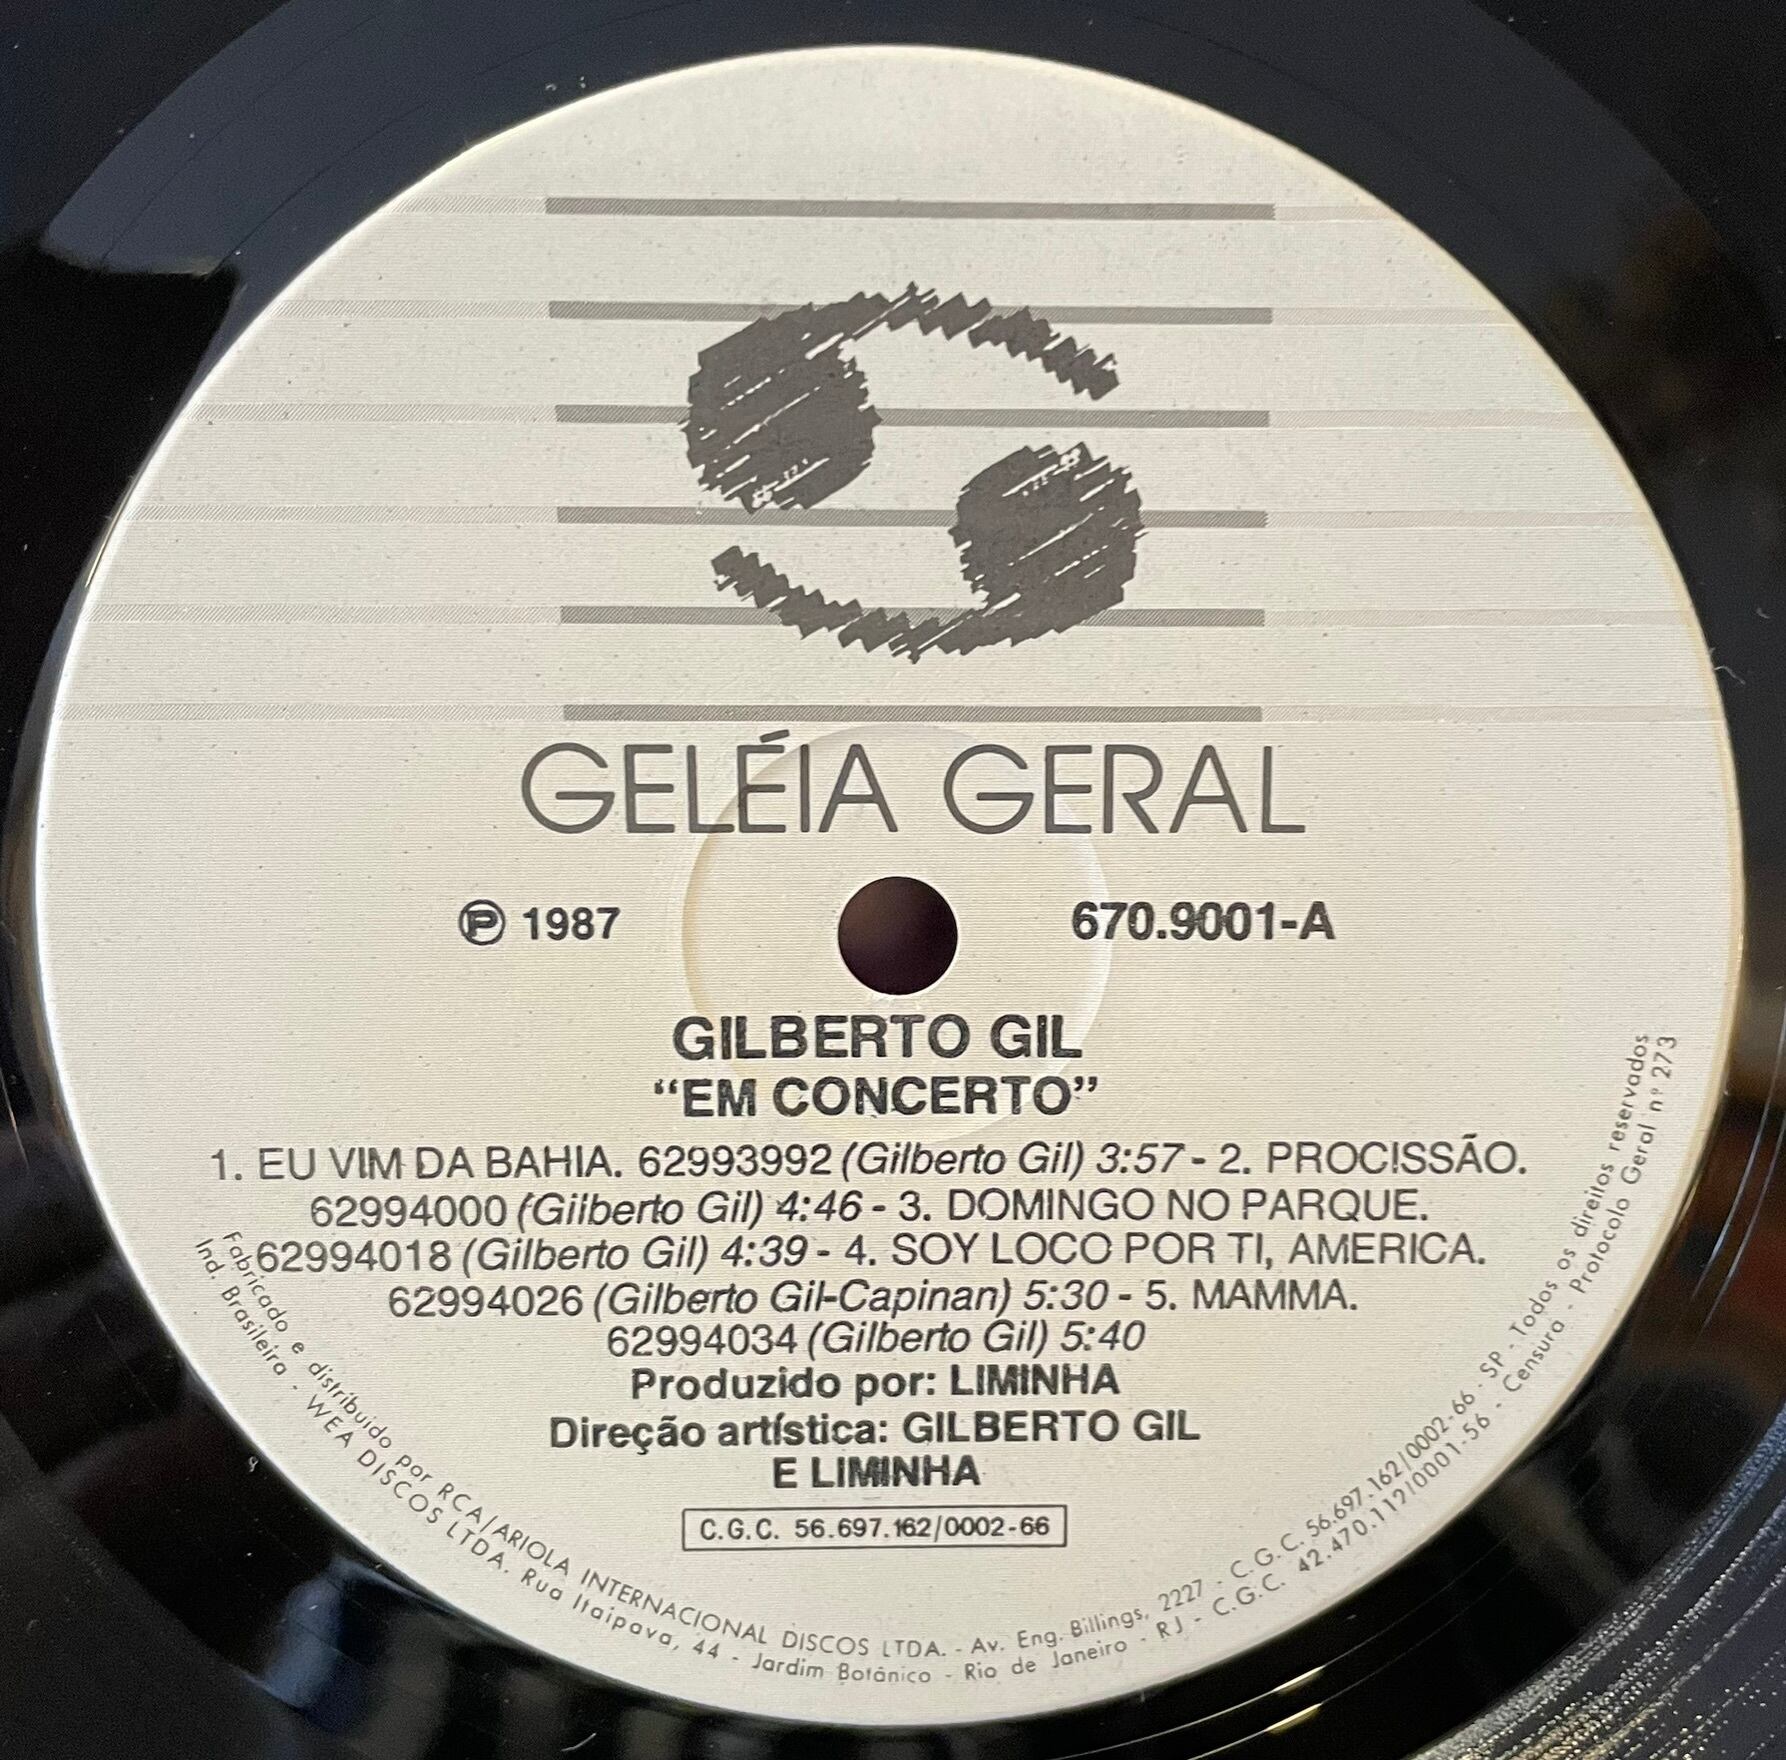 GELÉIA GERAL
Ⓟ 1987
670.9001-A
GILBERTO GIL
“EM CONCERTO”
1. EU VIM DA BAHIA. 62993992 (Gilberto Gil) 3:57 - 2. PROCISSÃO.
62994000 (Gilberto Gil) 4:46 - 3. DOMINGO NO PARQUE.
62994018 (Gilberto Gil) 4:39 - 4. SOY LOCO POR TI, AMERICA.
62994026 (Gilberto Gil-Capinan) 5:30 - 5. MAMMA.
62994034 (Gilberto Gil) 5:40
Produzido por: LIMINHA
Direção artística: GILBERTO GIL
E LIMINHA
C.G.C. 56.697.162/0002-66
Fabricado e distribuido por RCA/ARIOLA INTERNACIONAL DISCOS LTDA. - Av. Eng. Billings, 2227 - C.G.C. 56.697.162/0002-66 - SP - Todos os direitos reservados
Ind. Brasileira - WEA DISCOS LTDA. Rua Itaipava, 44 - Jardim Botânico - Rio de Janeiro - RJ - C.G.C. 42.470.112/0001-56 - Censura - Protocolo Geral n° 273